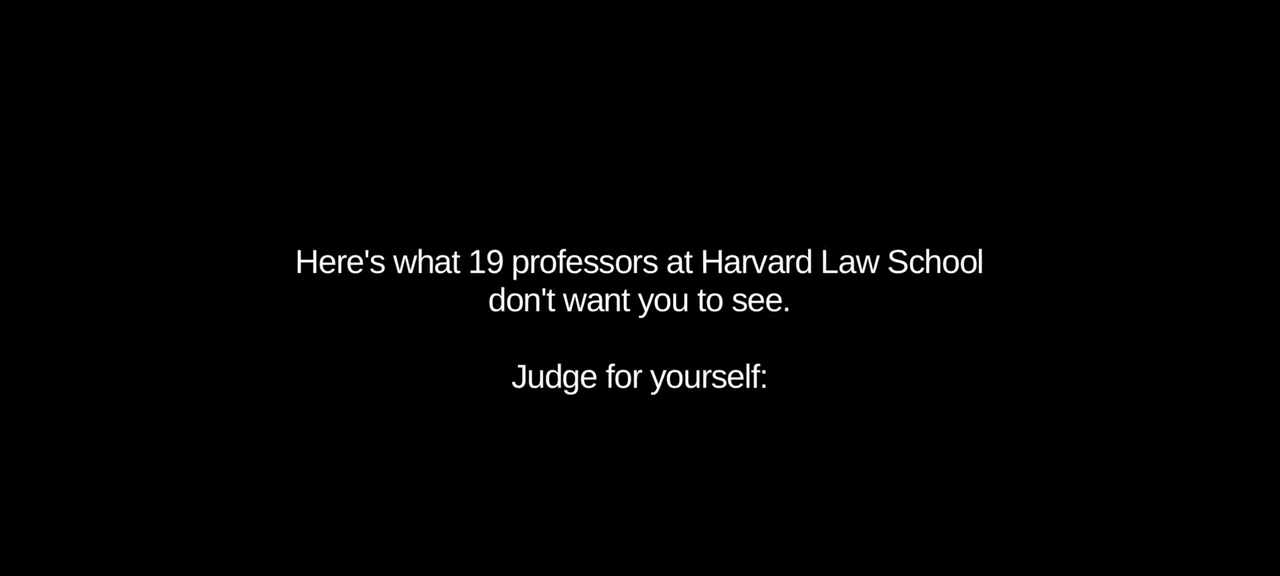 Here's what 19 professors at Harvard Law School
don't want you to see.
Judge for yourself: